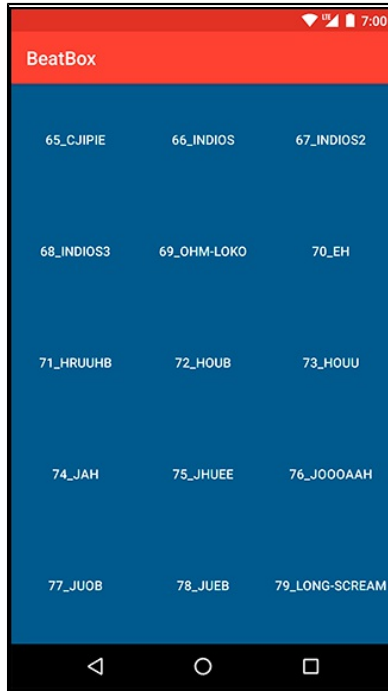 LTE 7:00
BeatBox
65_CJIPIE 66_INDIOS 67_INDIOS2
68_INDIOS3 69_OHM-LOKO 70_EH
71_HRUUHB 72_HOUB 73_HOUU
74_JAH 75_JHUEE 76_JOOOAAH
77_JUOB 78_JUEB 79_LONG-SCREAM